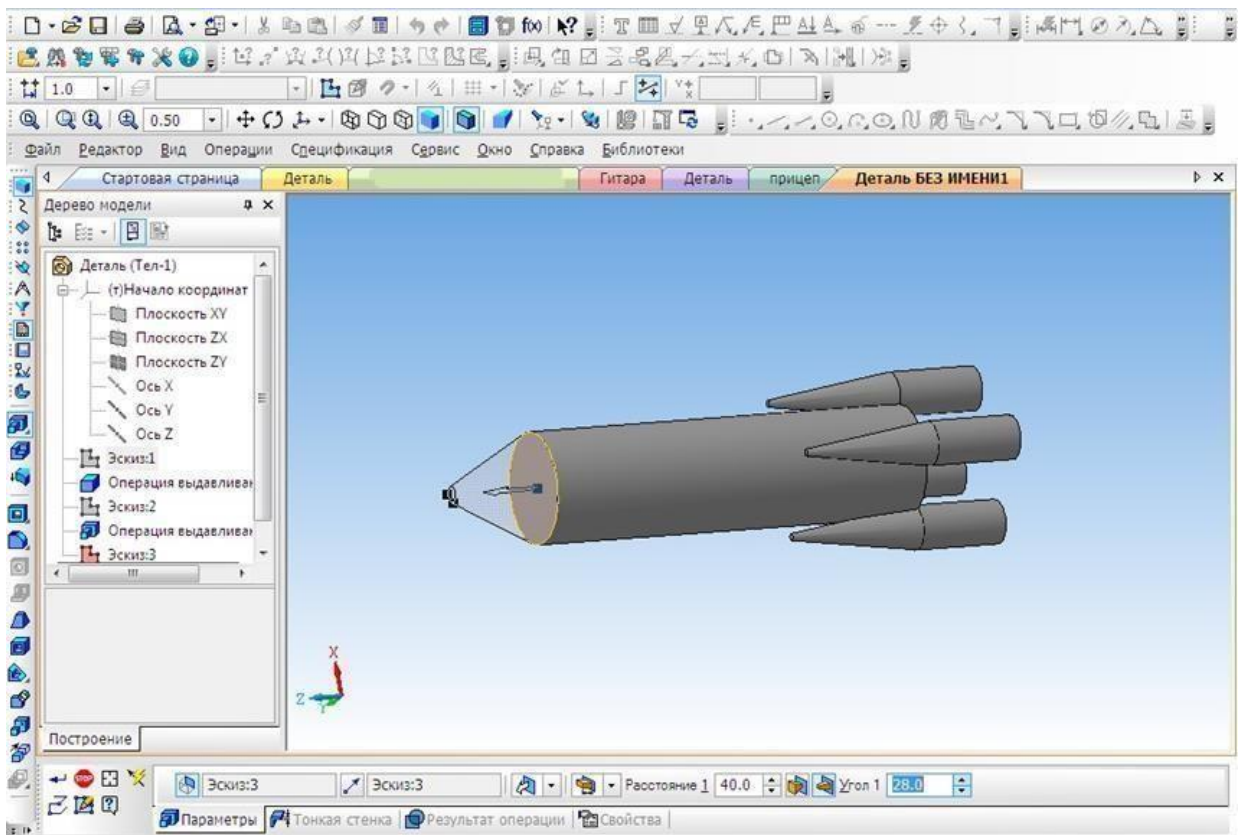 1.0
0.50
Файл Редактор Вид Операции Спецификация Сервис Окно Справка Библиотеки
Стартовая страница Деталь Гитара Деталь прицеп Деталь БЕЗ ИМЕНИ1
Дерево модели
Деталь (Тел-1)
(т)Начало координат
Плоскость XY
Плоскость ZX
Плоскость ZY
Ось X
Ось Y
Ось Z
Эскиз:1
Операция выдавливан
Эскиз:2
Операция выдавливан
Эскиз:3
X
Z
Y
Построение
STOP Эскиз:3 Эскиз:3 Расстояние 1 40.0 Угол 1 28.0
Параметры Тонкая стенка Результат операции Свойства